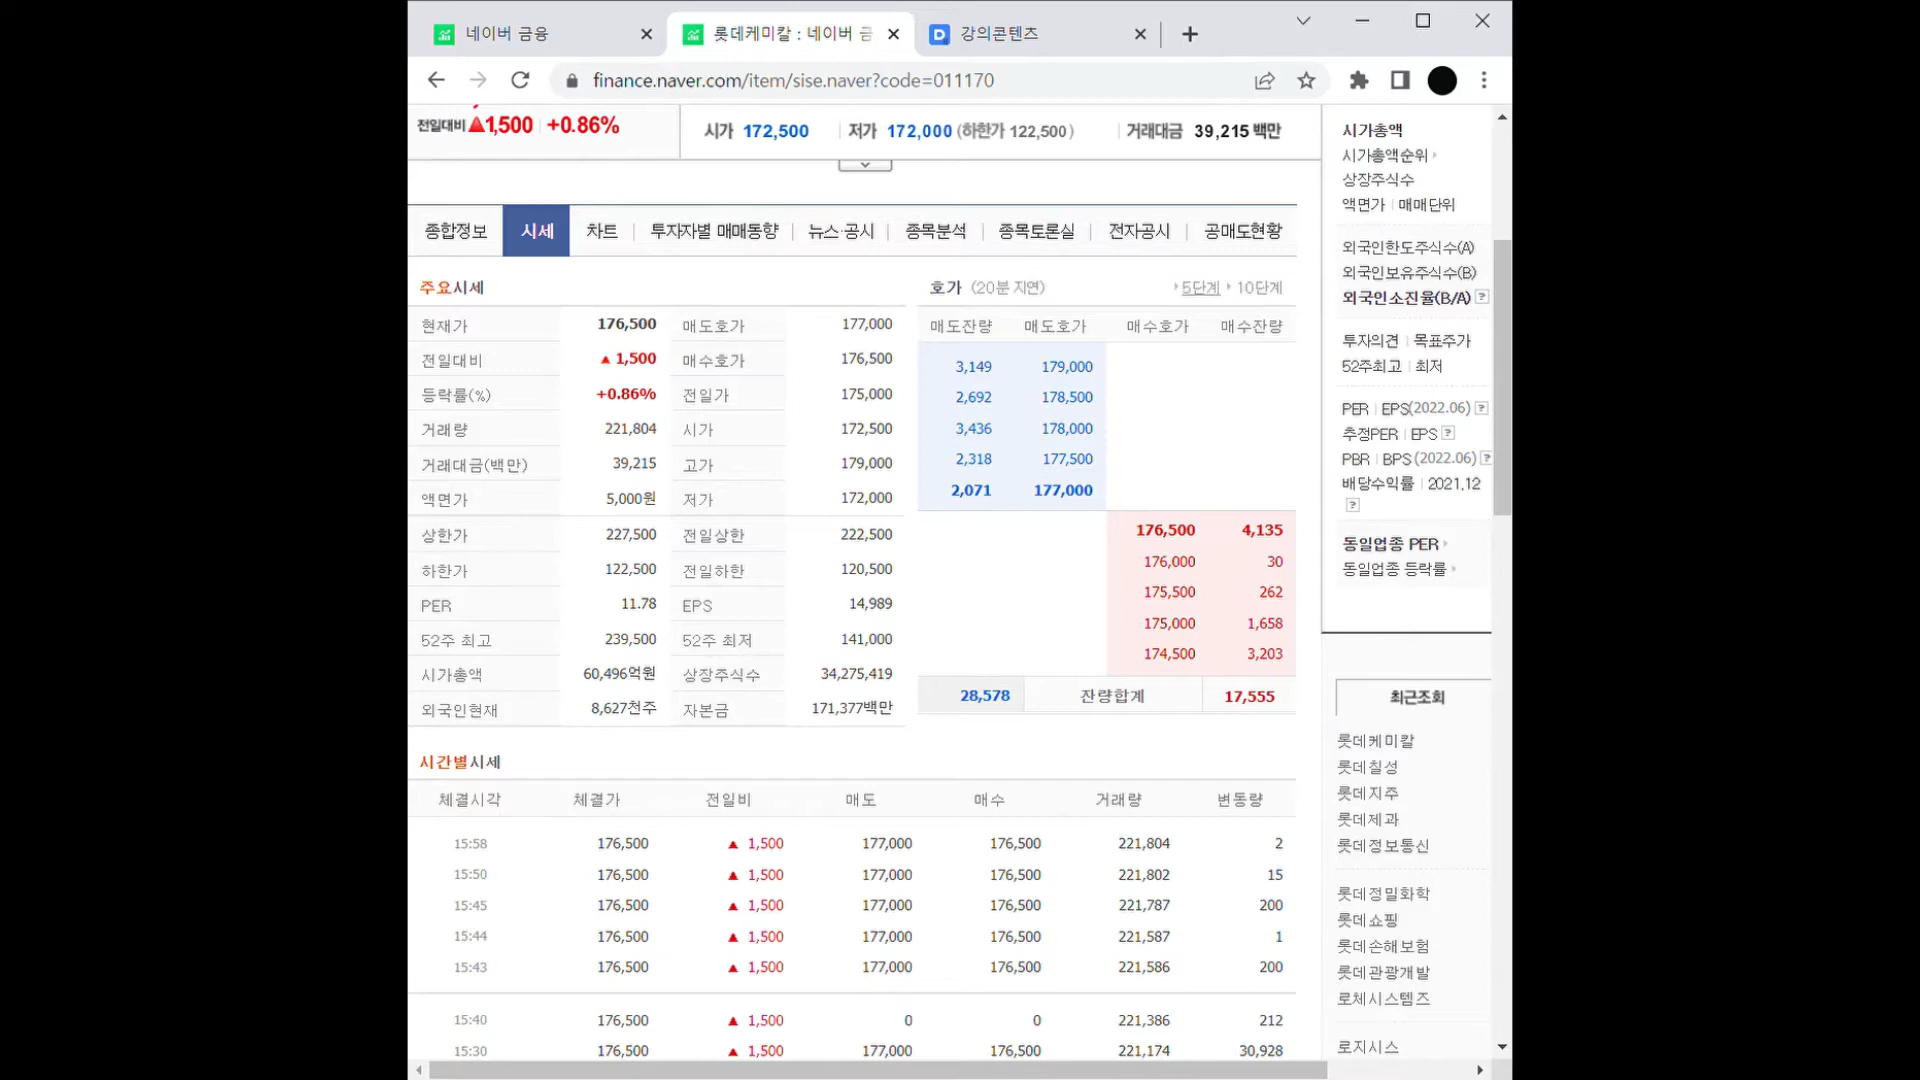 네이버 금융
롯데케미칼 : 네이버 금
강의콘텐츠
finance.naver.com/item/sise.naver?code=011170
전일대비 ▲1,500 +0.86%
시가 172,500 저가 172,000 (하한가 122,500) 거래대금 39,215 백만
종합정보 시세 차트 투자자별 매매동향 뉴스·공시 종목분석 종목토론실 전자공시 공매도현황
주요시세
현재가 176,500 매도호가 177,000
전일대비 ▲ 1,500 매수호가 176,500
등락률(%) +0.86% 전일가 175,000
거래량 221,804 시가 172,500
거래대금(백만) 39,215 고가 179,000
액면가 5,000원 저가 172,000
상한가 227,500 전일상한 222,500
하한가 122,500 전일하한 120,500
PER 11.78 EPS 14,989
52주 최고 239,500 52주 최저 141,000
시가총액 60,496억원 상장주식수 34,275,419
외국인현재 8,627천주 자본금 171,377백만
호가 (20분 지연) 5단계 10단계
매도잔량 매도호가 매수호가 매수잔량
3,149 179,000
2,692 178,500
3,436 178,000
2,318 177,500
2,071 177,000
176,500 4,135
176,000 30
175,500 262
175,000 1,658
174,500 3,203
28,578 잔량합계 17,555
시간별시세
체결시각 체결가 전일비 매도 매수 거래량 변동량
15:58 176,500 ▲ 1,500 177,000 176,500 221,804 2
15:50 176,500 ▲ 1,500 177,000 176,500 221,802 15
15:45 176,500 ▲ 1,500 177,000 176,500 221,787 200
15:44 176,500 ▲ 1,500 177,000 176,500 221,587 1
15:43 176,500 ▲ 1,500 177,000 176,500 221,586 200
15:40 176,500 ▲ 1,500 0 0 221,386 212
15:30 176,500 ▲ 1,500 177,000 176,500 221,174 30,928
시가총액
시가총액순위
상장주식수
액면가 | 매매단위
외국인한도주식수(A)
외국인보유주식수(B)
외국인소진율(B/A) ?
투자의견 | 목표주가
52주최고 | 최저
PER | EPS(2022.06) ?
추정PER | EPS ?
PBR | BPS (2022.06) ?
배당수익률 | 2021.12
?
동일업종 PER
동일업종 등락률
최근조회
롯데케미칼
롯데칠성
롯데지주
롯데제과
롯데정보통신
롯데정밀화학
롯데쇼핑
롯데손해보험
롯데관광개발
로체시스템즈
로지시스